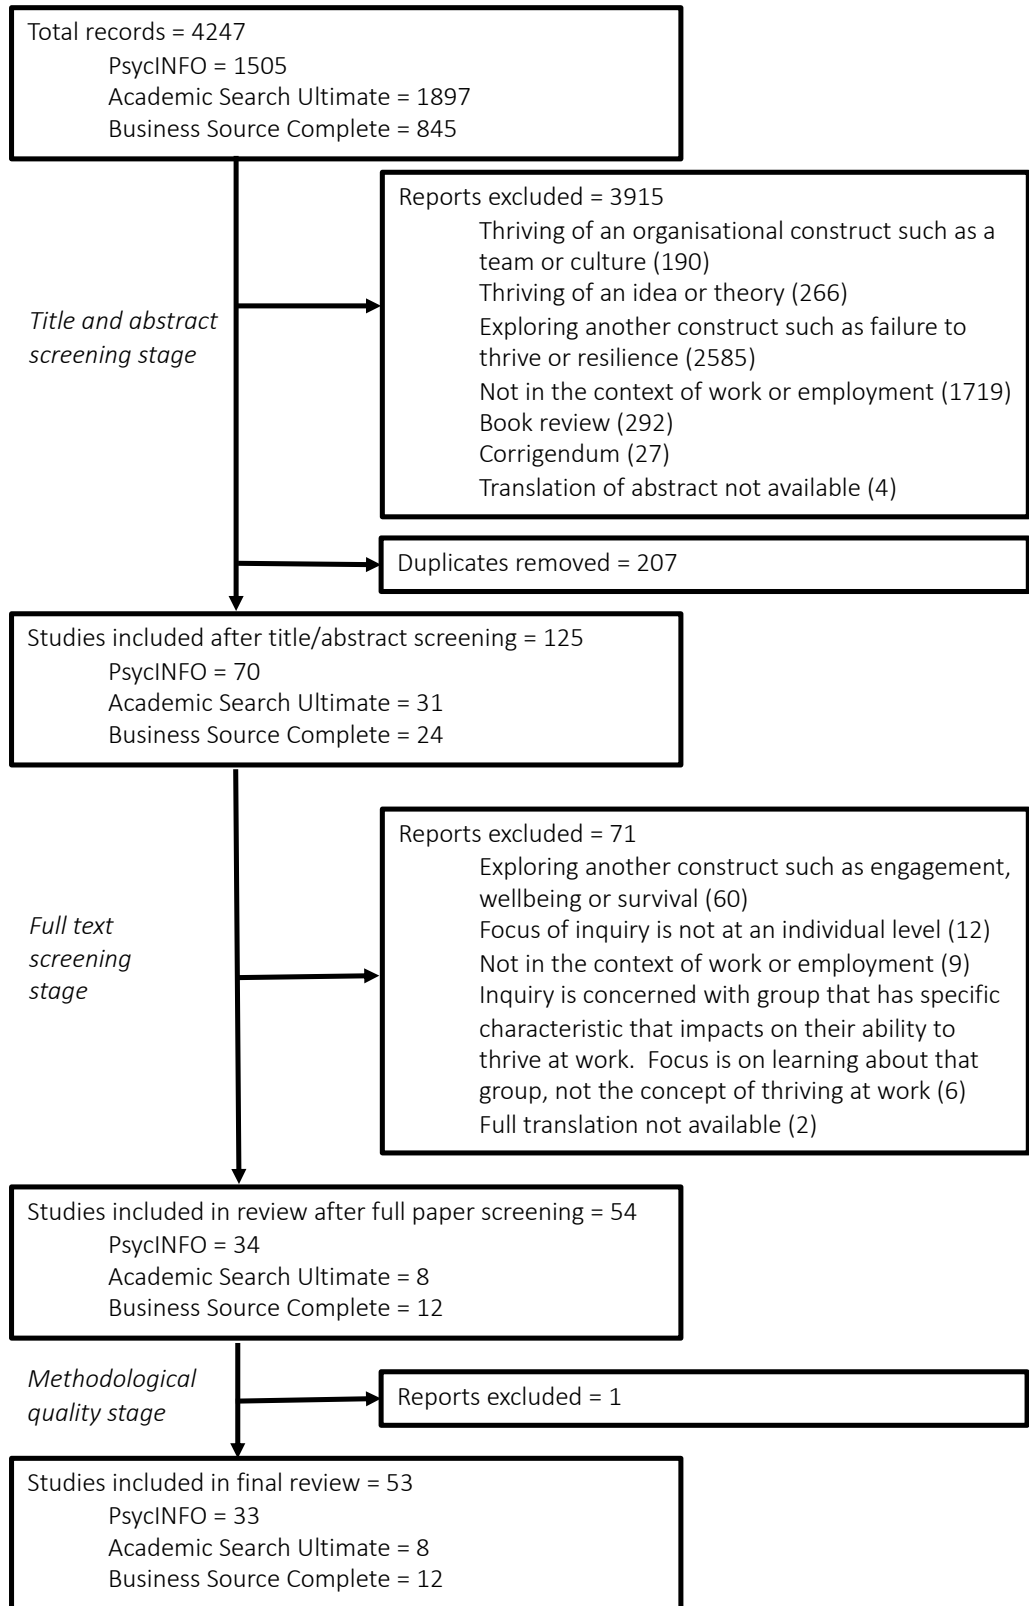 Total records = 4247
PsycINFO = 1505
Academic Search Ultimate = 1897
Business Source Complete = 845
Reports excluded = 3915
Thriving of an organisational construct such as a
team or culture (190)
Thriving of an idea or theory (266)
Exploring another construct such as failure to
thrive or resilience (2585)
Not in the context of work or employment (1719)
Book review (292)
Corrigendum (27)
Translation of abstract not available (4)
Title and abstract
screening stage
Duplicates removed = 207
Studies included after title/abstract screening = 125
PsycINFO = 70
Academic Search Ultimate = 31
Business Source Complete = 24
Reports excluded = 71
Exploring another construct such as engagement,
wellbeing or survival (60)
Focus of inquiry is not at an individual level (12)
Not in the context of work or employment (9)
Inquiry is concerned with group that has specific
characteristic that impacts on their ability to
thrive at work.  Focus is on learning about that
group, not the concept of thriving at work (6)
Full translation not available (2)
Full text
screening
stage
Studies included in review after full paper screening = 54
PsycINFO = 34
Academic Search Ultimate = 8
Business Source Complete = 12
Methodological
quality stage
Reports excluded = 1
Studies included in final review = 53
PsycINFO = 33
Academic Search Ultimate = 8
Business Source Complete = 12